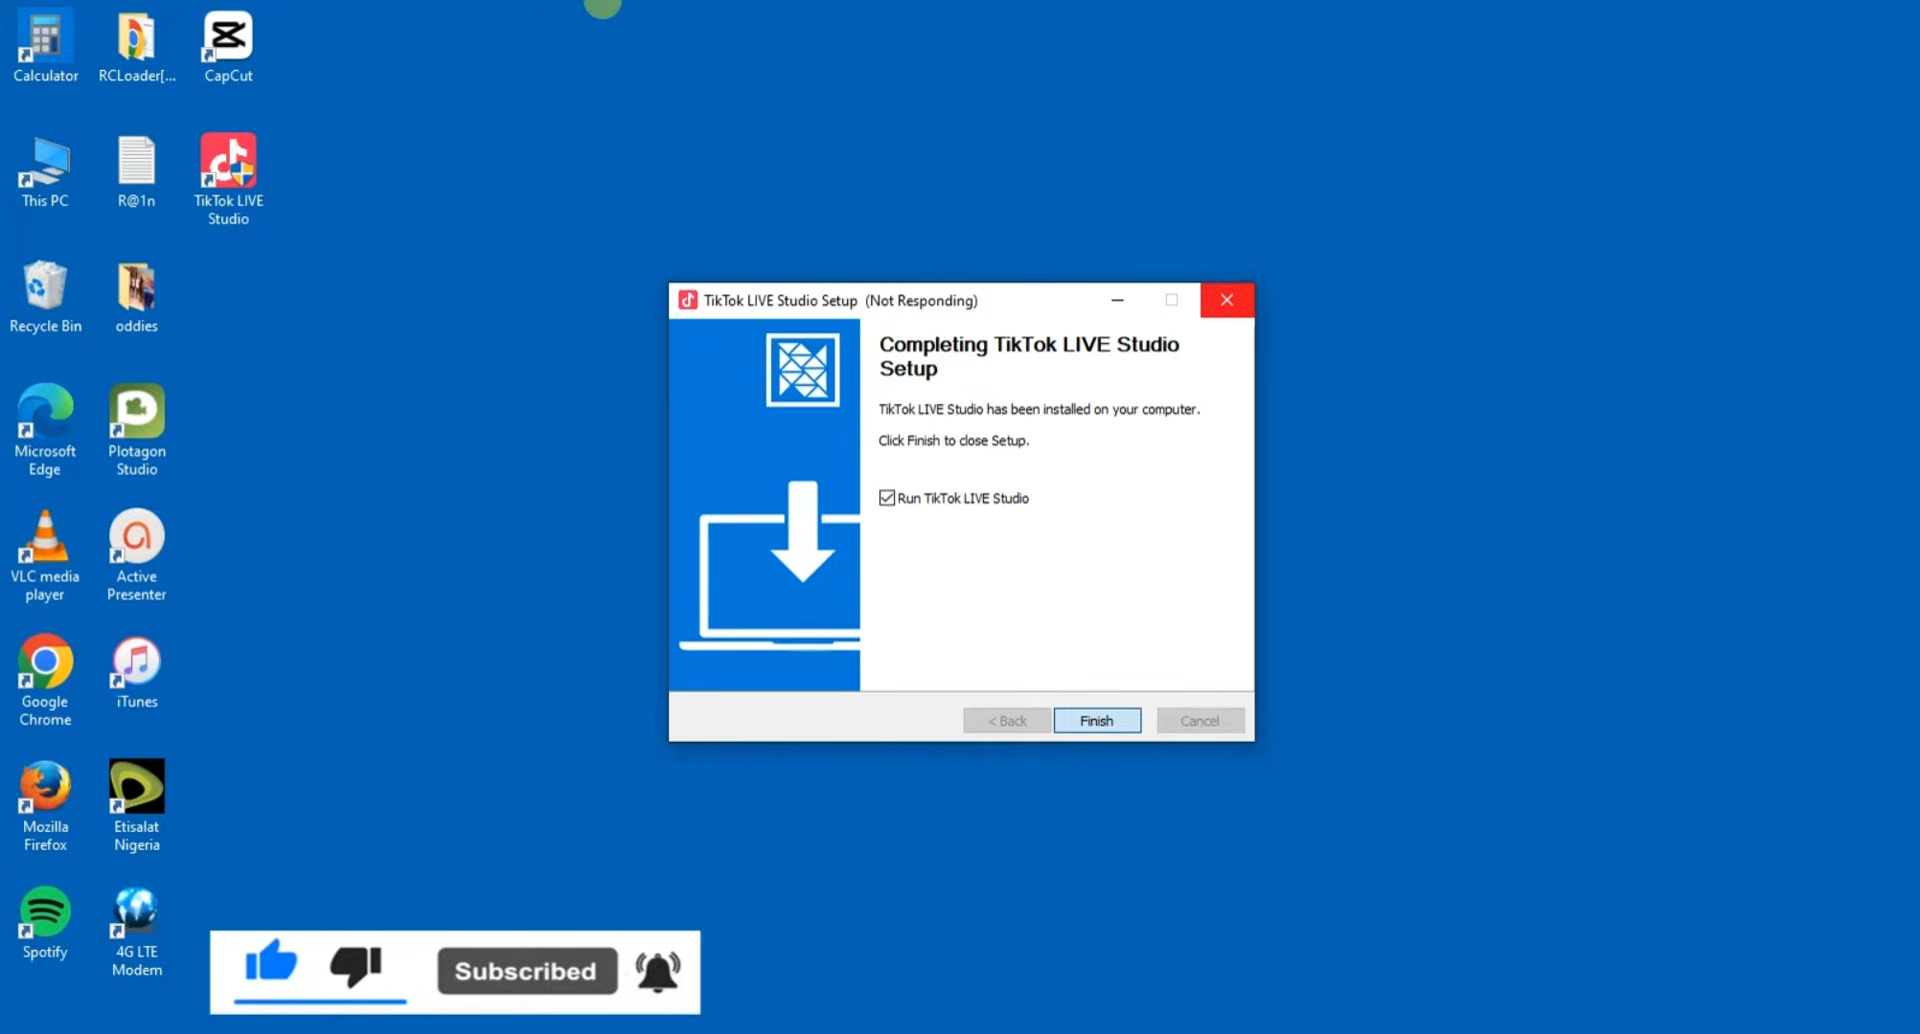 Calculator
RCLoader[...
CapCut
This PC
R@1n
TikTok LIVE
Studio
Recycle Bin
oddies
Microsoft
Edge
Plotagon
Studio
VLC media
player
Active
Presenter
Google
Chrome
iTunes
Mozilla
Firefox
Etisalat
Nigeria
Spotify
4G LTE
Modem
TikTok LIVE Studio Setup (Not Responding)
Completing TikTok LIVE Studio
Setup
TikTok LIVE Studio has been installed on your computer.
Click Finish to close Setup.
Run TikTok LIVE Studio
< Back
Finish
Cancel
Subscribed